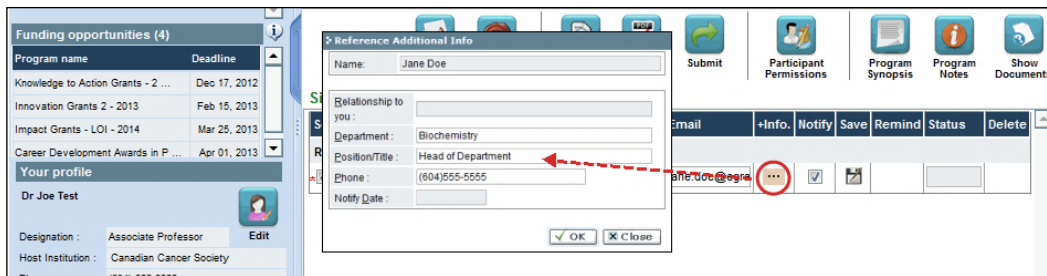 Funding opportunities (4)
Program name Deadline
Knowledge to Action Grants - 2 ... Dec 17, 2012
Innovation Grants 2 - 2013 Feb 15, 2013
Impact Grants - LOI - 2014 Mar 25, 2013
Career Development Awards in P ... Apr 01, 2013
Your profile
Dr Joe Test
Edit
Designation : Associate Professor
Host Institution : Canadian Cancer Society
Reference Additional Info
Name: Jane Doe
Relationship to
you :
Department : Biochemistry
Position/Title : Head of Department
Phone : (604)555-5555
Notify Date :
OK Close
Submit
Participant
Permissions
Program
Synopsis
Program
Notes
Show
Document
Email +Info. Notify Save Remind Status Delete
ane.doe@ogra
...